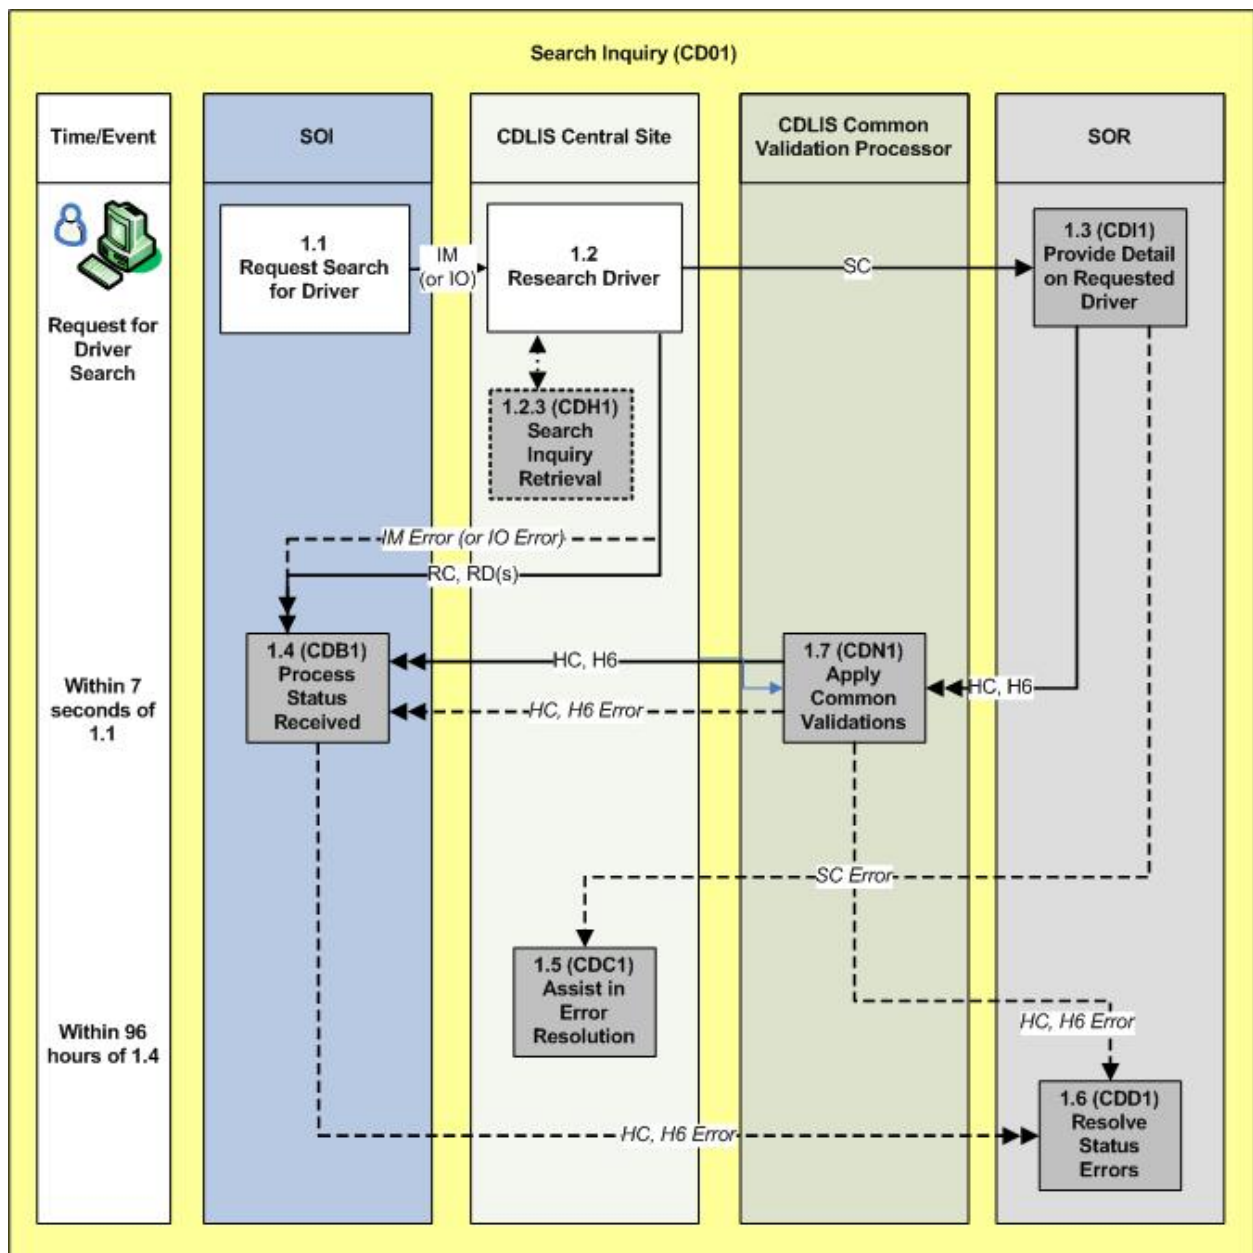 Search Inquiry (CD01)
Time/Event
SOI
CDLIS Central Site
CDLIS Common
Validation Processor
SOR
1.1
Request Search
for Driver
IM
(or IO)
1.2
Research Driver
SC
1.3 (CDI1)
Provide Detail
on Requested
Driver
Request for
Driver
Search
1.2.3 (CDH1)
Search
Inquiry
Retrieval
IM Error (or IO Error)
RC, RD(s)
Within 7
seconds of
1.1
1.4 (CDB1)
Process
Status
Received
HC, H6
HC, H6 Error
1.7 (CDN1)
Apply
Common
Validations
HC, H6
SC Error
1.5 (CDC1)
Assist in
Error
Resolution
Within 96
hours of 1.4
HC, H6 Error
1.6 (CDD1)
Resolve
Status
Errors
HC, H6 Error